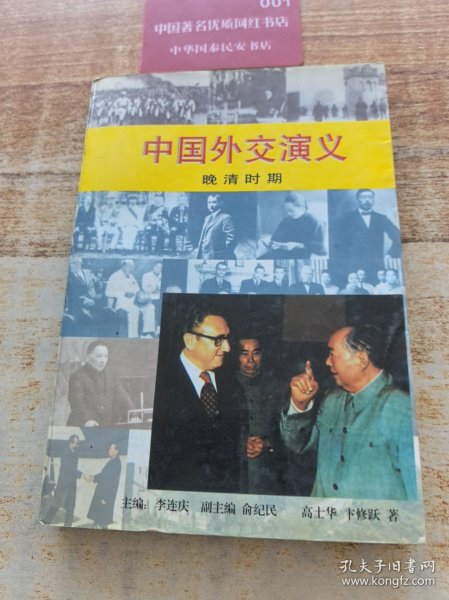 001
中国著名优质网红书店
中华国泰民安书店
中国外交演义
晚清时期
主编：李连庆 副主编 俞纪民 高士华 卞修跃 著
孔夫子旧书网
www.kongfz.com